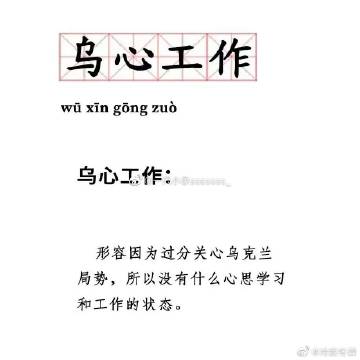 乌心工作
wū xīn gōng zuò
乌心工作：
形容因为过分关心乌克兰
局势，所以没有什么心思学习
和工作的状态。